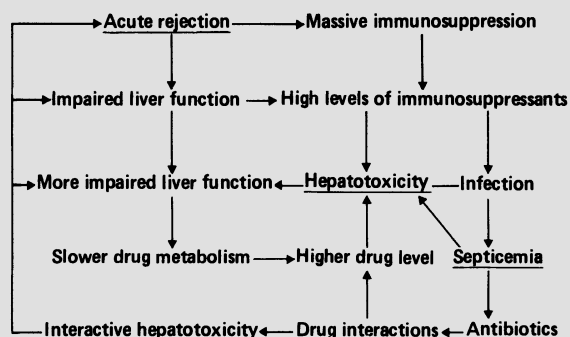 Acute rejection Massive immunosuppression
Impaired liver function High levels of immunosuppressants
More impaired liver function Hepatotoxicity Infection
Slower drug metabolism Higher drug level Septicemia
Interactive hepatotoxicity Drug interactions Antibiotics